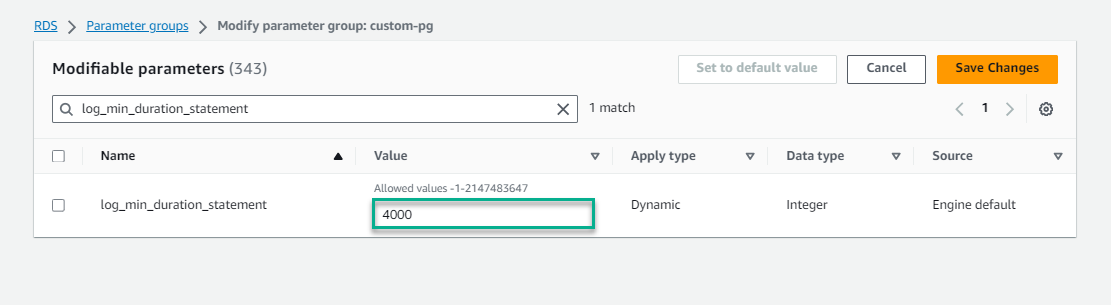 RDS > Parameter groups > Modify parameter group: custom-pg
Modifiable parameters (343)
Set to default value
Cancel
Save Changes
log_min_duration_statement
1 match
1
Name
Value
Apply type
Data type
Source
Allowed values -1-2147483647
log_min_duration_statement
4000
Dynamic
Integer
Engine default